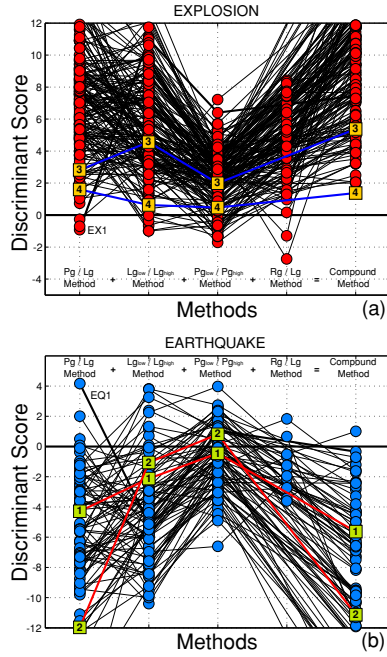 EXPLOSION
12
10
8
6
4
2
0
-2
-4
Discriminant Score
3
3
3
3
4
4
4
4
EX1
Pg / Lg Lglow / Lghigh Pglow / Pghigh Rg / Lg Compound
Method + Method + Method + Method = Method
Methods
(a)
EARTHQUAKE
Pg / Lg Lglow / Lghigh Pglow / Pghigh Rg / Lg Compound
Method + Method + Method + Method = Method
4
2
0
-2
-4
-6
-8
-10
-12
Discriminant Score
EQ1
2
2
1
1
1
1
2
2
Methods
(b)